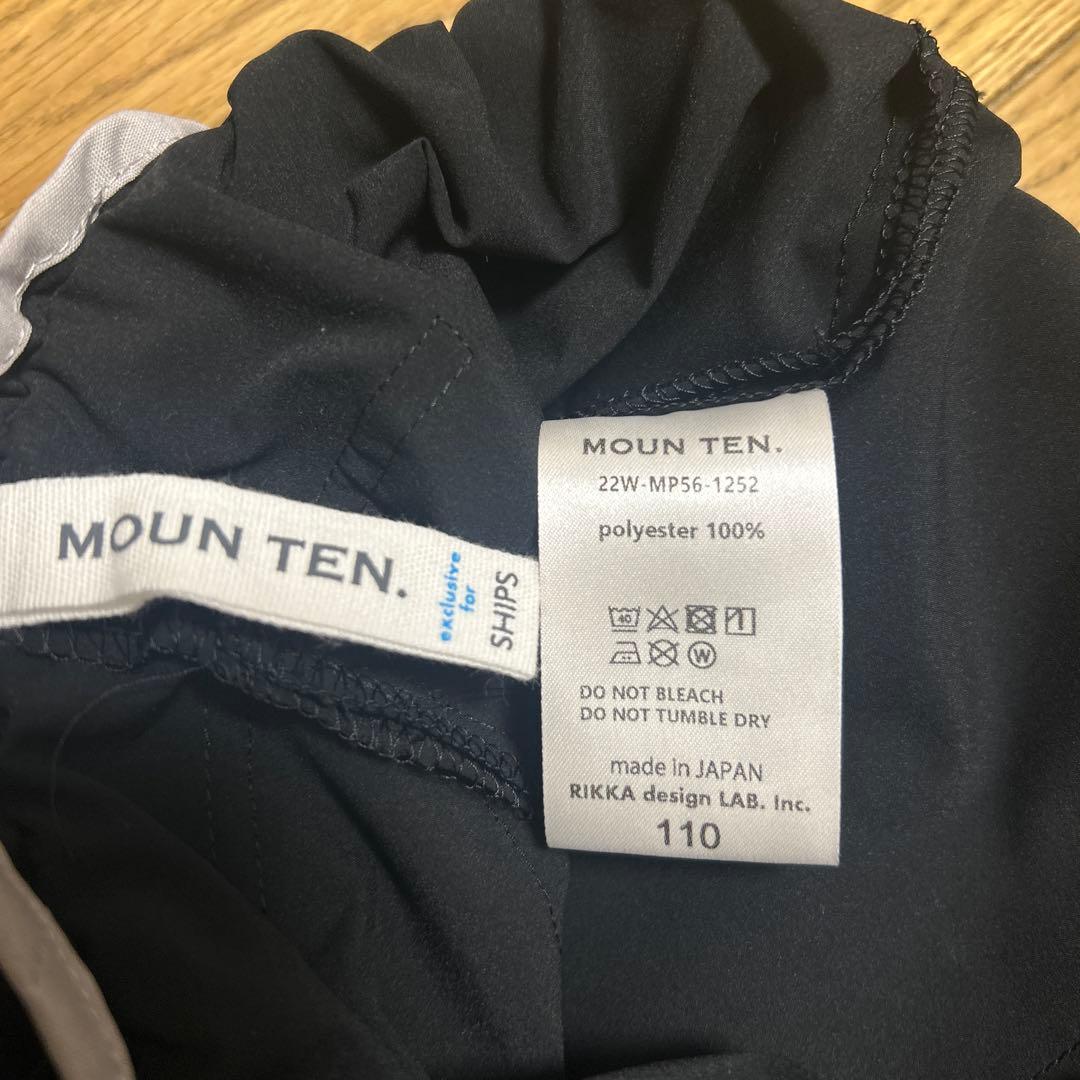 MOUN TEN.
exclusive
for
SHIPS
MOUN TEN.
22W-MP56-1252
polyester 100%
40
W
DO NOT BLEACH
DO NOT TUMBLE DRY
made in JAPAN
RIKKA design LAB. Inc.
110